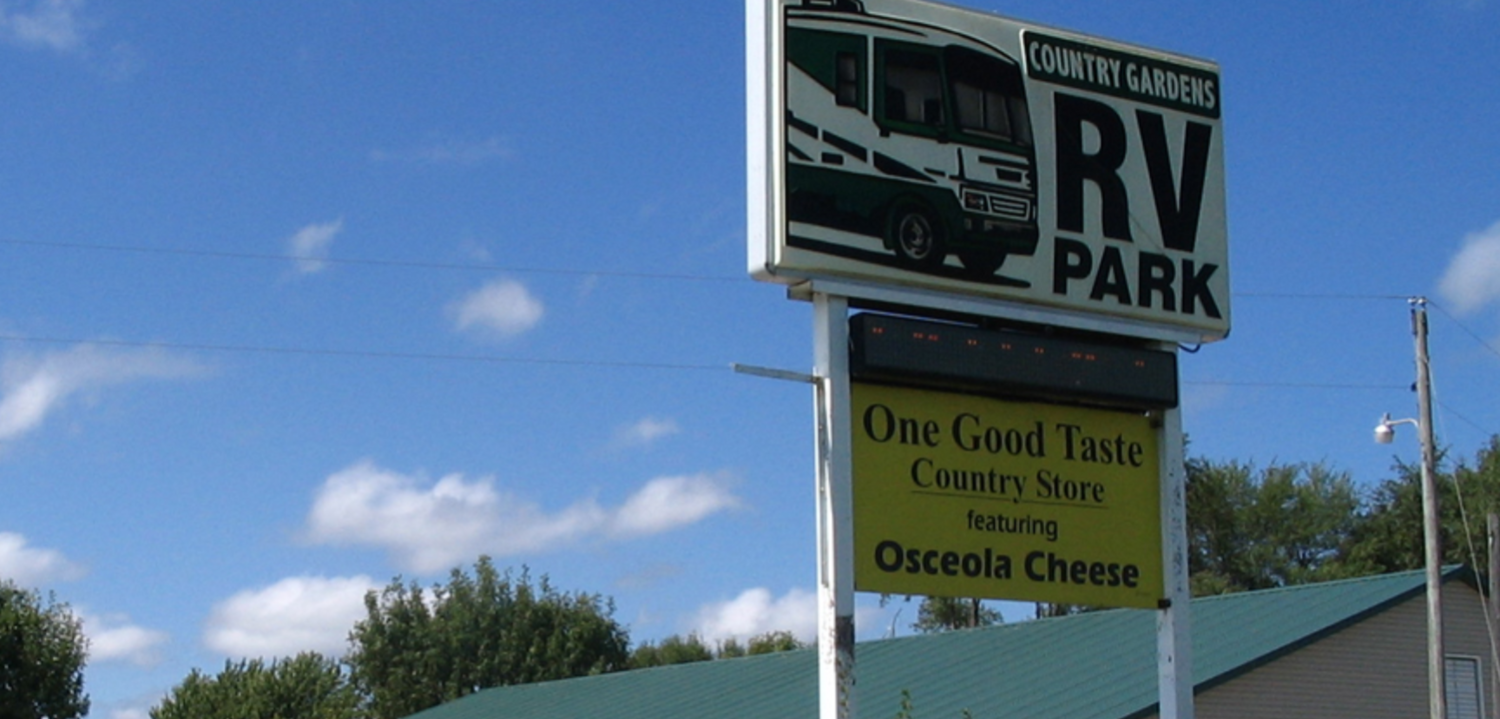 COUNTRY GARDENS
RV
PARK
One Good Taste
Country Store
featuring
Osceola Cheese